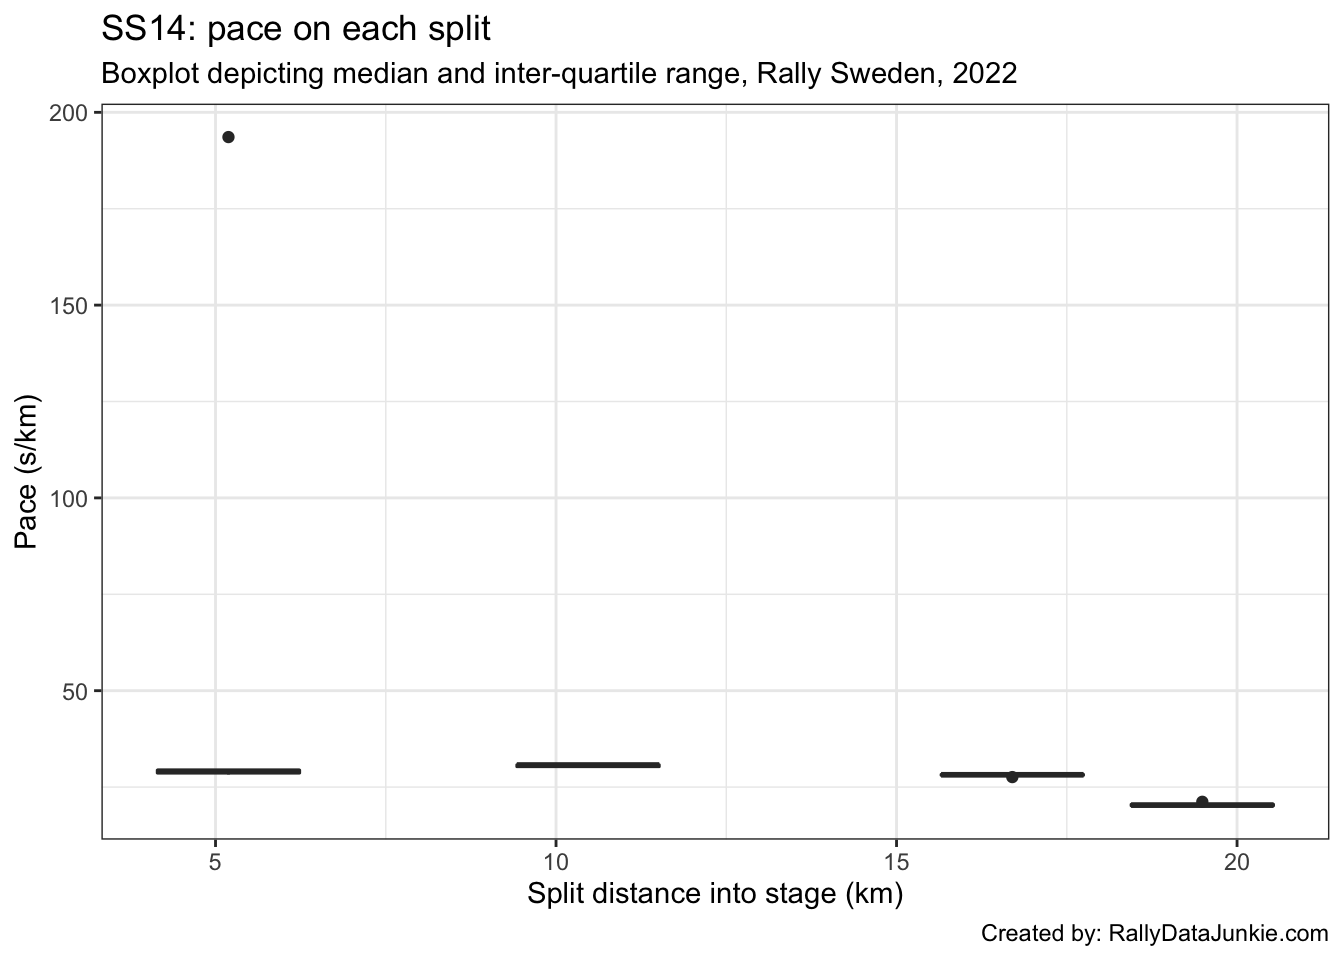 SS14: pace on each split
Boxplot depicting median and inter-quartile range, Rally Sweden, 2022
200
150
100
50
Pace (s/km)
5 10 15 20
Split distance into stage (km)
Created by: RallyDataJunkie.com